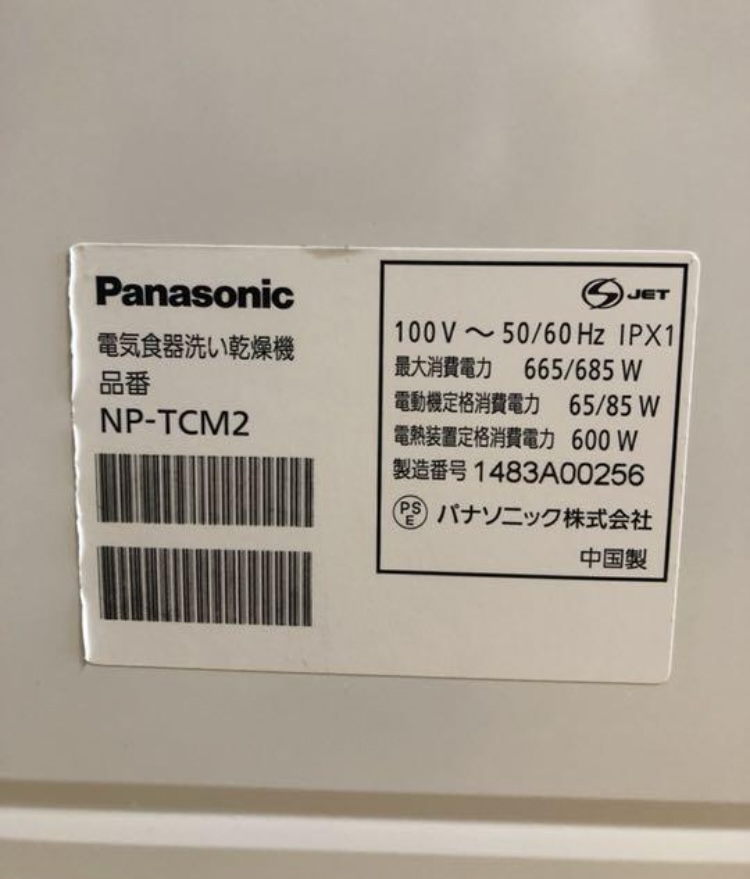 Panasonic
電気食器洗い乾燥機
品番
NP-TCM2
S JET
100V ～ 50/60Hz IPX1
最大消費電力 665/685W
電動機定格消費電力 65/85W
電熱装置定格消費電力 600W
製造番号 1483A00256
PSE パナソニック株式会社
中国製